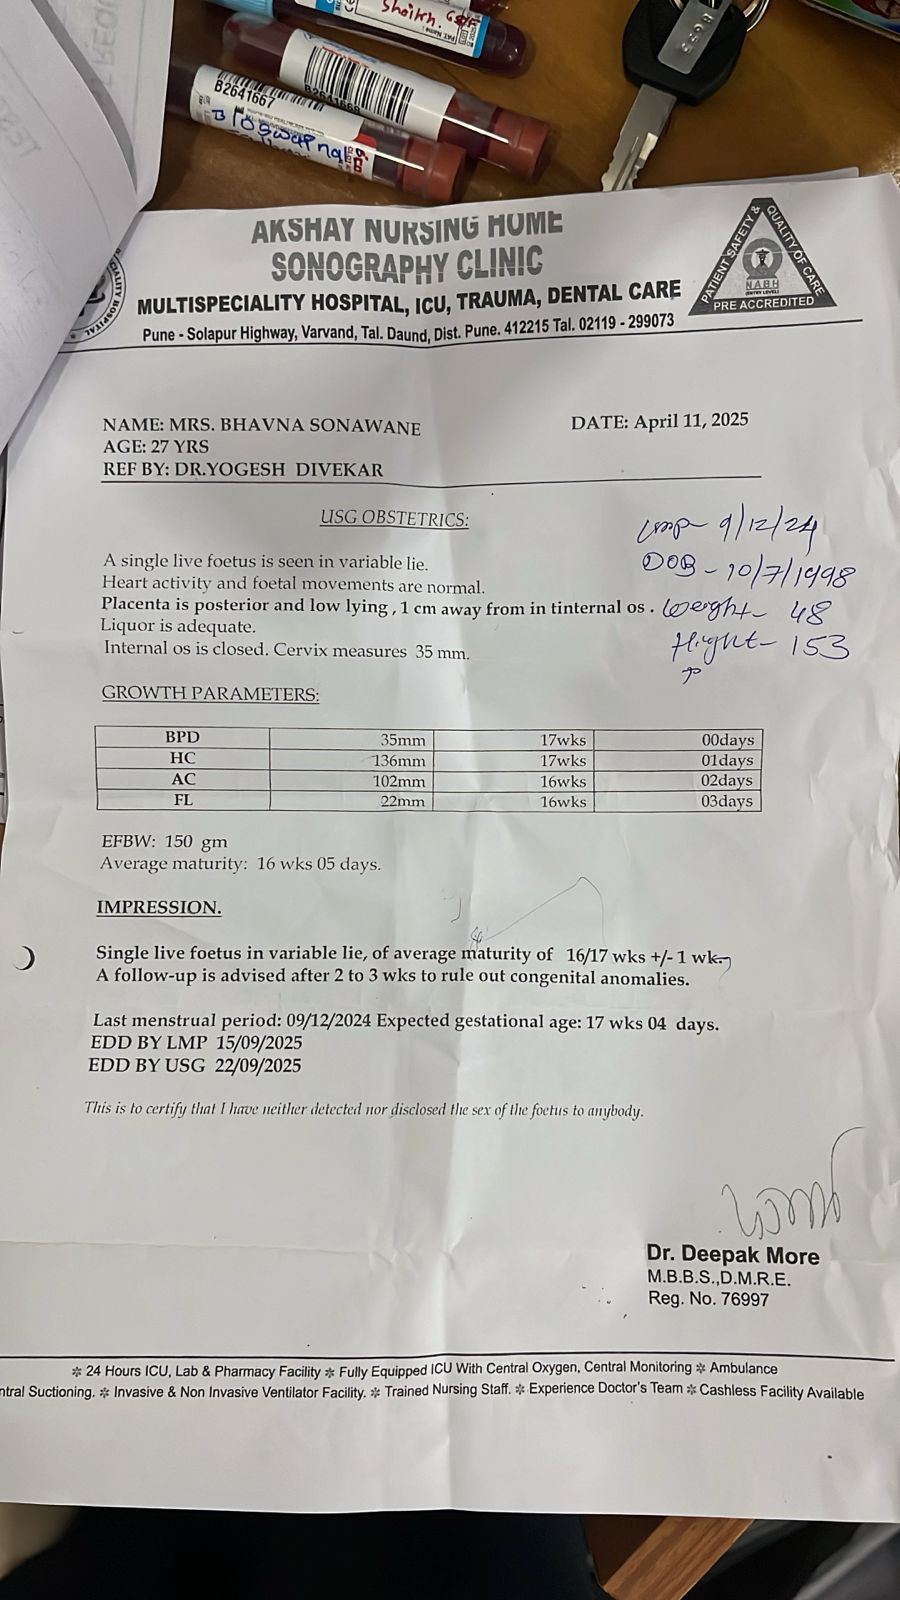 Sheikh.
PAT. Name
B2641668
B2641667
B/O Swapnal
AKSHAY NURSING HOME
SONOGRAPHY CLINIC
MULTISPECIALITY HOSPITAL, ICU, TRAUMA, DENTAL CARE
Pune - Solapur Highway, Varvand, Tal. Daund, Dist. Pune. 412215 Tal. 02119 - 299073
PATIENT SAFETY & QUALITY OF CARE
NABH
(ENTRY LEVEL)
PRE ACCREDITED
NAME: MRS. BHAVNA SONAWANE DATE: April 11, 2025
AGE: 27 YRS
REF BY: DR.YOGESH DIVEKAR
USG OBSTETRICS:
Lmp- 9/12/24
DOB - 10/7/1998
Weight- 48
Hight- 153
A single live foetus is seen in variable lie.
Heart activity and foetal movements are normal.
Placenta is posterior and low lying , 1 cm away from in tinternal os .
Liquor is adequate.
Internal os is closed. Cervix measures 35 mm.
GROWTH PARAMETERS:
BPD 35mm 17wks 00days
HC 136mm 17wks 01days
AC 102mm 16wks 02days
FL 22mm 16wks 03days
EFBW: 150 gm
Average maturity: 16 wks 05 days.
IMPRESSION.
Single live foetus in variable lie, of average maturity of 16/17 wks +/- 1 wk.
A follow-up is advised after 2 to 3 wks to rule out congenital anomalies.
Last menstrual period: 09/12/2024 Expected gestational age: 17 wks 04 days.
EDD BY LMP 15/09/2025
EDD BY USG 22/09/2025
This is to certify that I have neither detected nor disclosed the sex of the foetus to anybody.
Dr. Deepak More
M.B.B.S.,D.M.R.E.
Reg. No. 76997
❊ 24 Hours ICU, Lab & Pharmacy Facility ❊ Fully Equipped ICU With Central Oxygen, Central Monitoring ❊ Ambulance
ntral Suctioning. ❊ Invasive & Non Invasive Ventilator Facility. ❊ Trained Nursing Staff. ❊ Experience Doctor's Team ❊ Cashless Facility Available